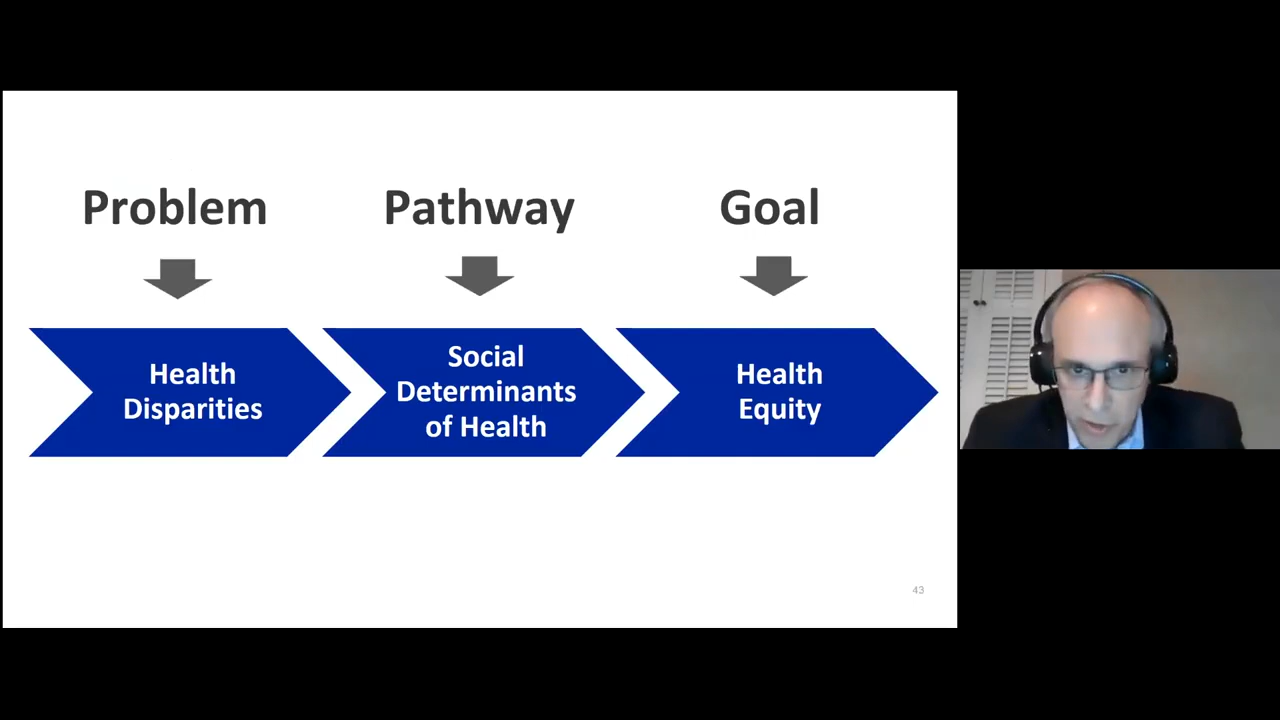 Problem
Pathway
Goal
Health
Disparities
Social
Determinants
of Health
Health
Equity
43